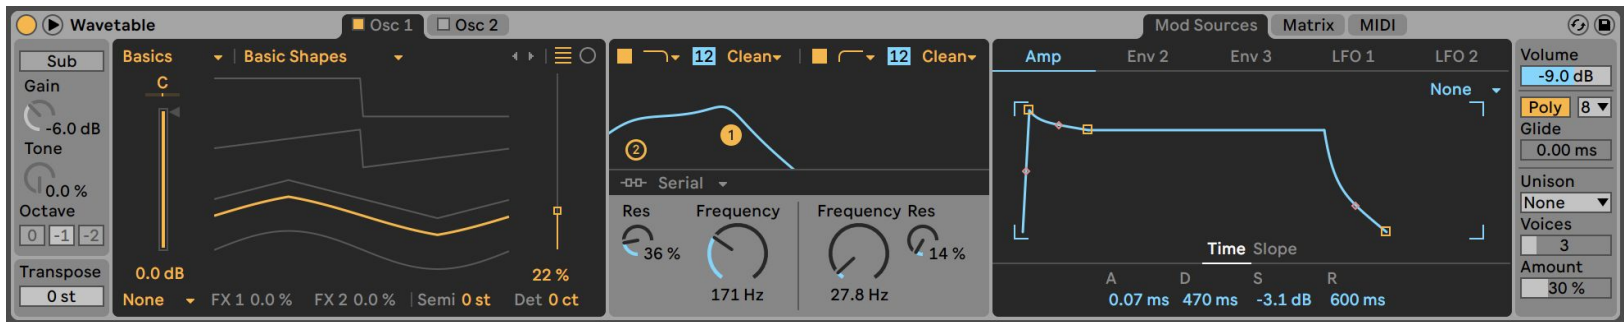 Wavetable
Osc 1
Osc 2
Mod Sources
Matrix
MIDI
Sub
Gain
-6.0 dB
Tone
0.0 %
Octave
0 -1 -2
Transpose
0 st
Basics
Basic Shapes
C
0.0 dB
22 %
None
FX 1 0.0 %
FX 2 0.0 %
Semi 0 st
Det 0 ct
12 Clean
12 Clean
1
2
Serial
Res
Frequency
Frequency Res
36 %
14 %
171 Hz
27.8 Hz
Amp
Env 2
Env 3
LFO 1
LFO 2
None
Time Slope
A D S R
0.07 ms 470 ms -3.1 dB 600 ms
Volume
-9.0 dB
Poly 8
Glide
0.00 ms
Unison
None
Voices
3
Amount
30 %